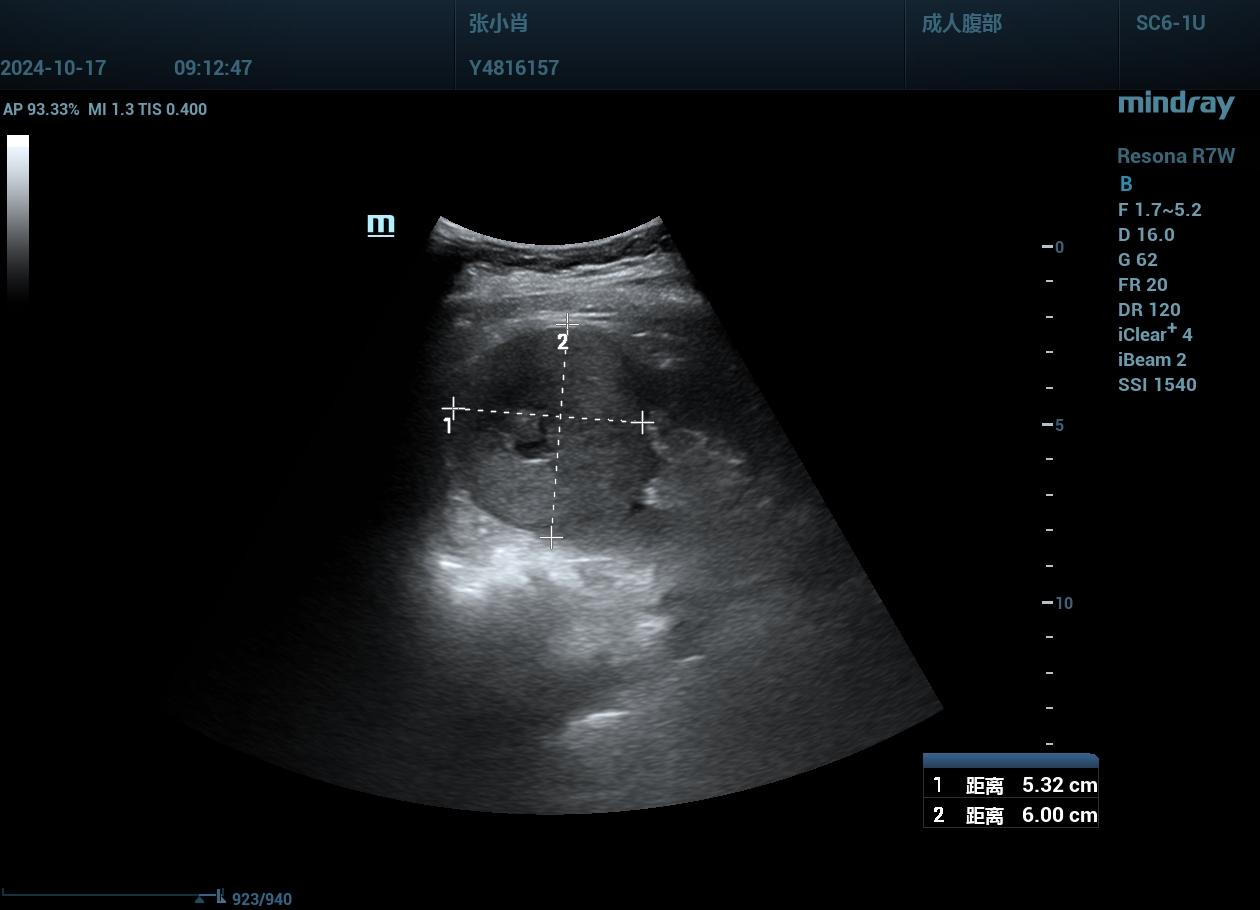 张小肖
成人腹部
SC6-1U
2024-10-17 09:12:47
Y4816157
AP 93.33% MI 1.3 TIS 0.400
mindray
Resona R7W
B
F 1.7~5.2
D 16.0
G 62
FR 20
DR 120
iClear+ 4
iBeam 2
SSI 1540
m
0
2
1
5
10
1 距离 5.32 cm
2 距离 6.00 cm
923/940